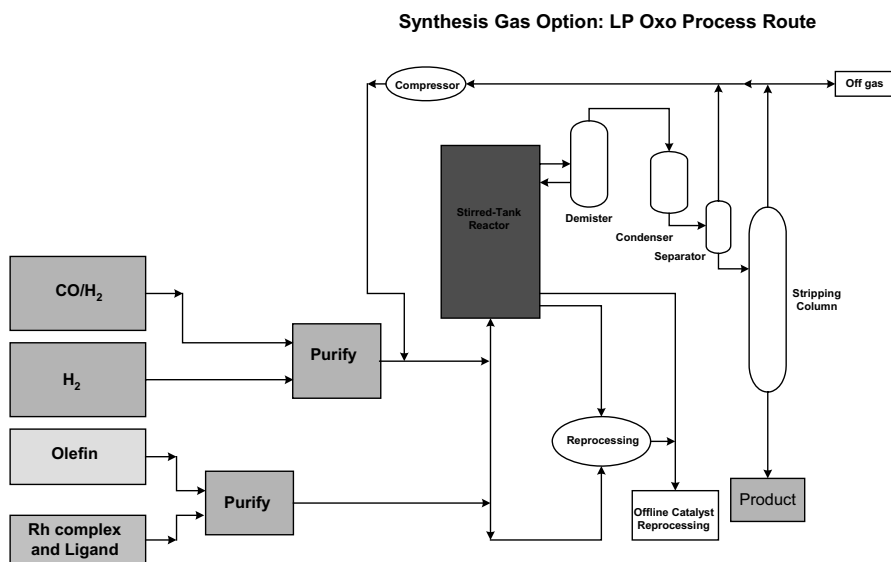 Synthesis Gas Option: LP Oxo Process Route
Compressor
Off gas
Stirred-Tank
Reactor
Demister
Condenser
Separator
Stripping
Column
CO/H₂
Purify
H₂
Olefin
Purify
Rh complex
and Ligand
Reprocessing
Offline Catalyst
Reprocessing
Product